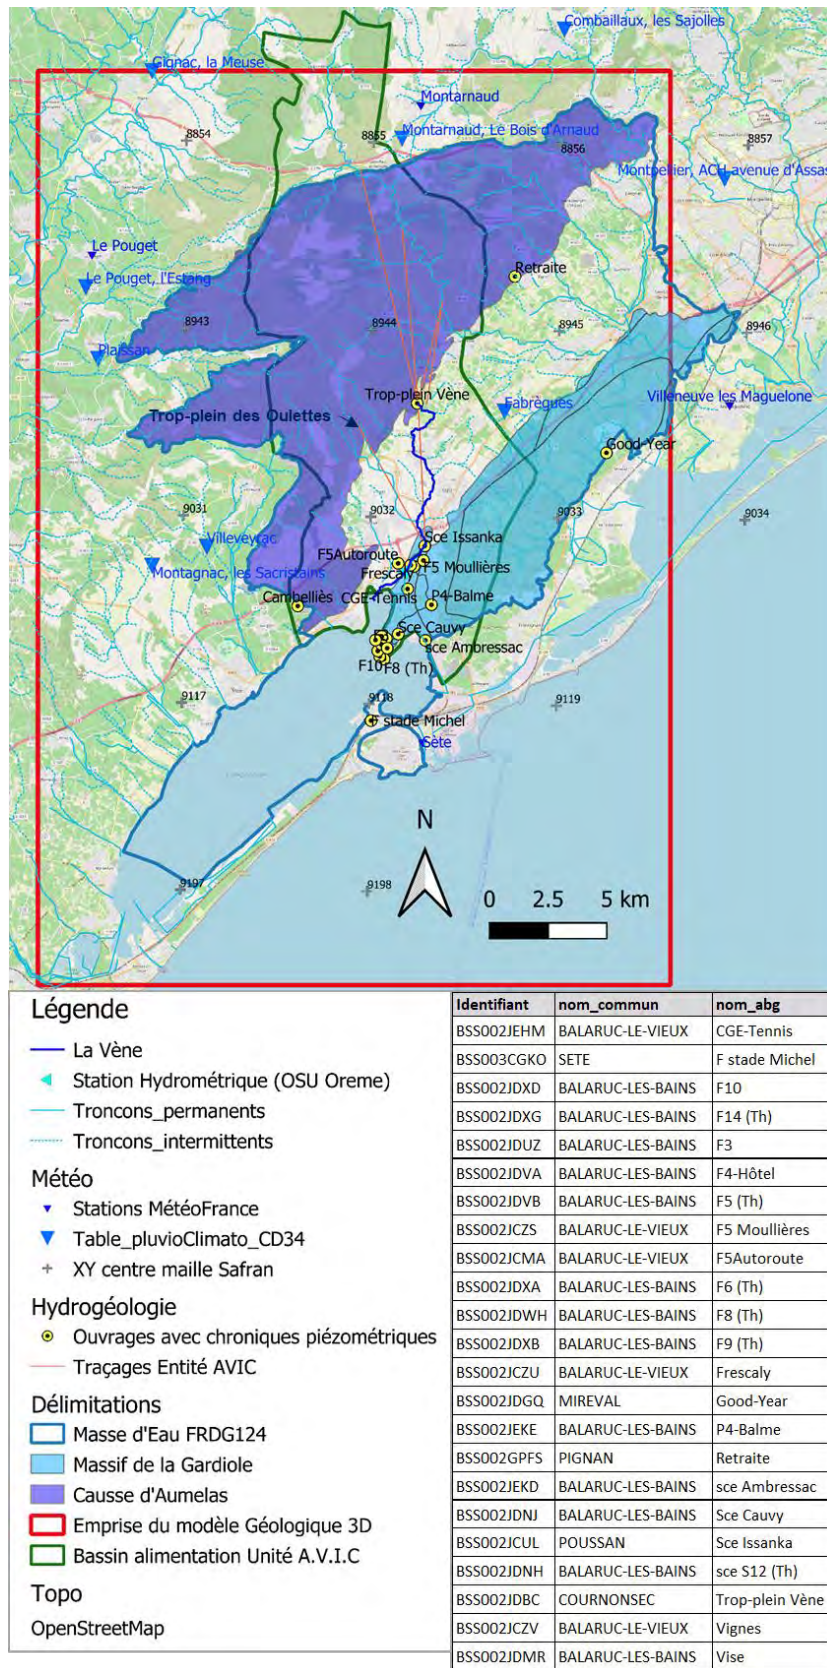 Combaillaux, les Sajolles
Gignac, la Meuse
Montarnaud
8854
8855
Montarnaud, Le Bois d'Arnaud
8856
8857
Montpellier, ACH avenue d'Assas
Le Pouget
Retraite
Le Pouget, l'Estang
8943
8944
8945
8946
Plaissan
Trop-plein Vène
Fabrègues
Villeneuve les Maguelone
Trop-plein des Oulettes
Good-Year
9031
9032
9033
9034
Villeveyrac
Sce Issanka
F5Autoroute
Montagnac, les Sacristains
Frescaly
F5 Moullières
Cambelliès
CGE-Tennis
P4-Balme
Sce Cauvy
sce Ambressac
F10
F8 (Th)
9117
9118
9119
F stade Michel
Sète
N
9197
9198
0 2.5 5 km
Légende
La Vène
Station Hydrométrique (OSU Oreme)
Troncons_permanents
Troncons_intermittents
Météo
Stations MétéoFrance
Table_pluvioClimato_CD34
XY centre maille Safran
Hydrogéologie
Ouvrages avec chroniques piézométriques
Traçages Entité AVIC
Délimitations
Masse d'Eau FRDG124
Massif de la Gardiole
Causse d'Aumelas
Emprise du modèle Géologique 3D
Bassin alimentation Unité A.V.I.C
Topo
OpenStreetMap
Identifiant nom_commun nom_abg
BSS002JEHM BALARUC-LE-VIEUX CGE-Tennis
BSS003CGKO SETE F stade Michel
BSS002JDXD BALARUC-LES-BAINS F10
BSS002JDXG BALARUC-LES-BAINS F14 (Th)
BSS002JDUZ BALARUC-LES-BAINS F3
BSS002JDVA BALARUC-LES-BAINS F4-Hôtel
BSS002JDVB BALARUC-LES-BAINS F5 (Th)
BSS002JCZS BALARUC-LE-VIEUX F5 Moullières
BSS002JCMA BALARUC-LE-VIEUX F5Autoroute
BSS002JDXA BALARUC-LES-BAINS F6 (Th)
BSS002JDWH BALARUC-LES-BAINS F8 (Th)
BSS002JDXB BALARUC-LES-BAINS F9 (Th)
BSS002JCZU BALARUC-LE-VIEUX Frescaly
BSS002JDGQ MIREVAL Good-Year
BSS002JEKE BALARUC-LES-BAINS P4-Balme
BSS002GPFS PIGNAN Retraite
BSS002JEKD BALARUC-LES-BAINS sce Ambressac
BSS002JDNJ BALARUC-LES-BAINS Sce Cauvy
BSS002JCUL POUSSAN Sce Issanka
BSS002JDNH BALARUC-LES-BAINS sce S12 (Th)
BSS002JDBC COURNONSEC Trop-plein Vène
BSS002JCZV BALARUC-LE-VIEUX Vignes
BSS002JDMR BALARUC-LES-BAINS Vise